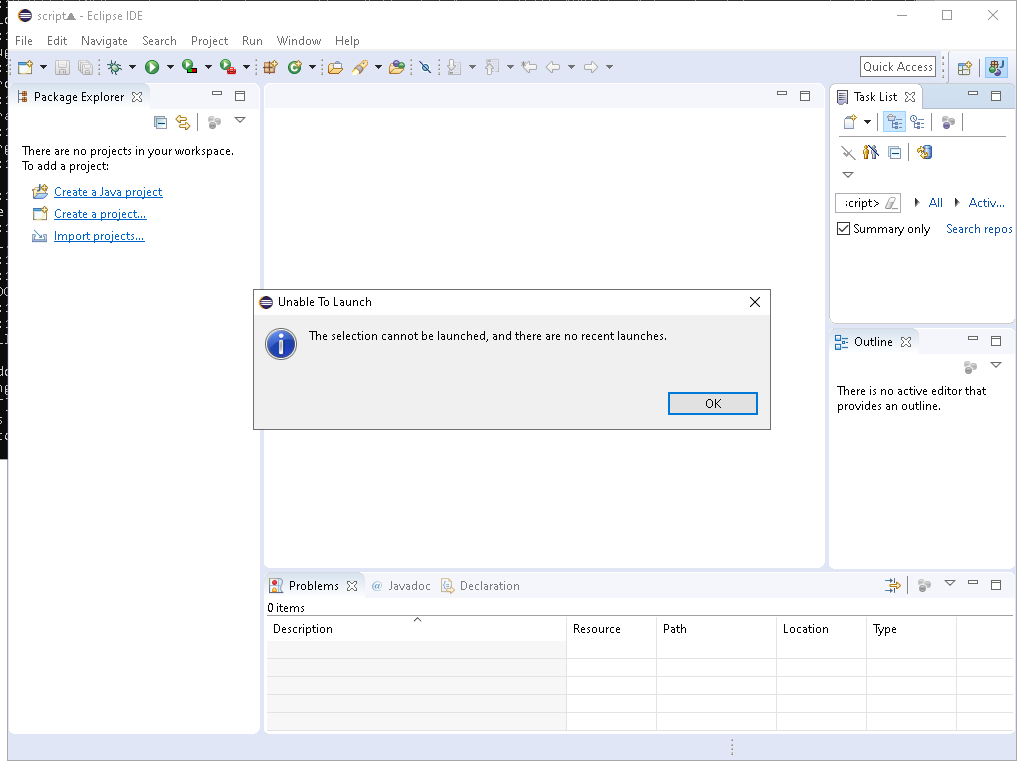 script▲ - Eclipse IDE
File Edit Navigate Search Project Run Window Help
Quick Access
Package Explorer
There are no projects in your workspace.
To add a project:
Create a Java project
Create a project...
Import projects...
Task List
:cript> All Activ...
Summary only Search repos
Unable To Launch
The selection cannot be launched, and there are no recent launches.
OK
Outline
There is no active editor that
provides an outline.
Problems @ Javadoc Declaration
0 items
Description Resource Path Location Type